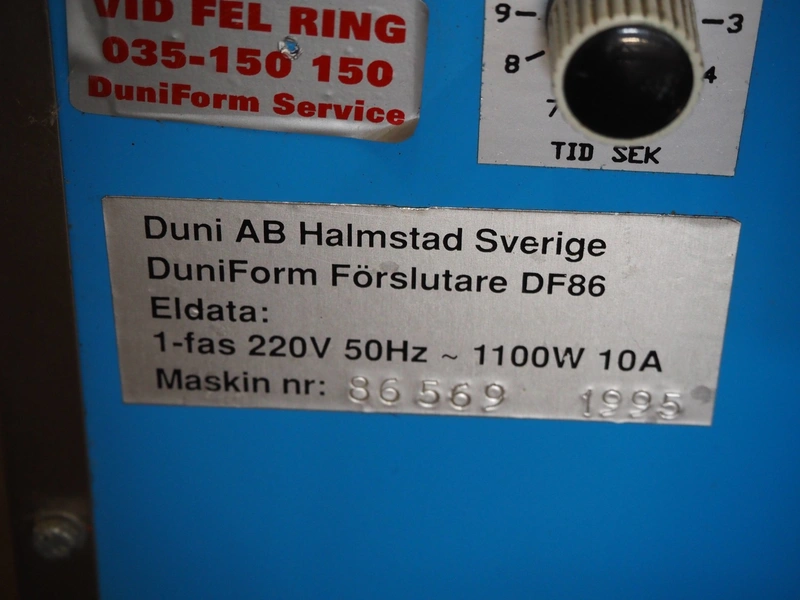 VID FEL RING
035-150 150
DuniForm Service
9 3
8 4
7
TID SEK
Duni AB Halmstad Sverige
DuniForm Förslutare DF86
Eldata:
1-fas 220V 50Hz ~ 1100W 10A
Maskin nr: 86569 1995